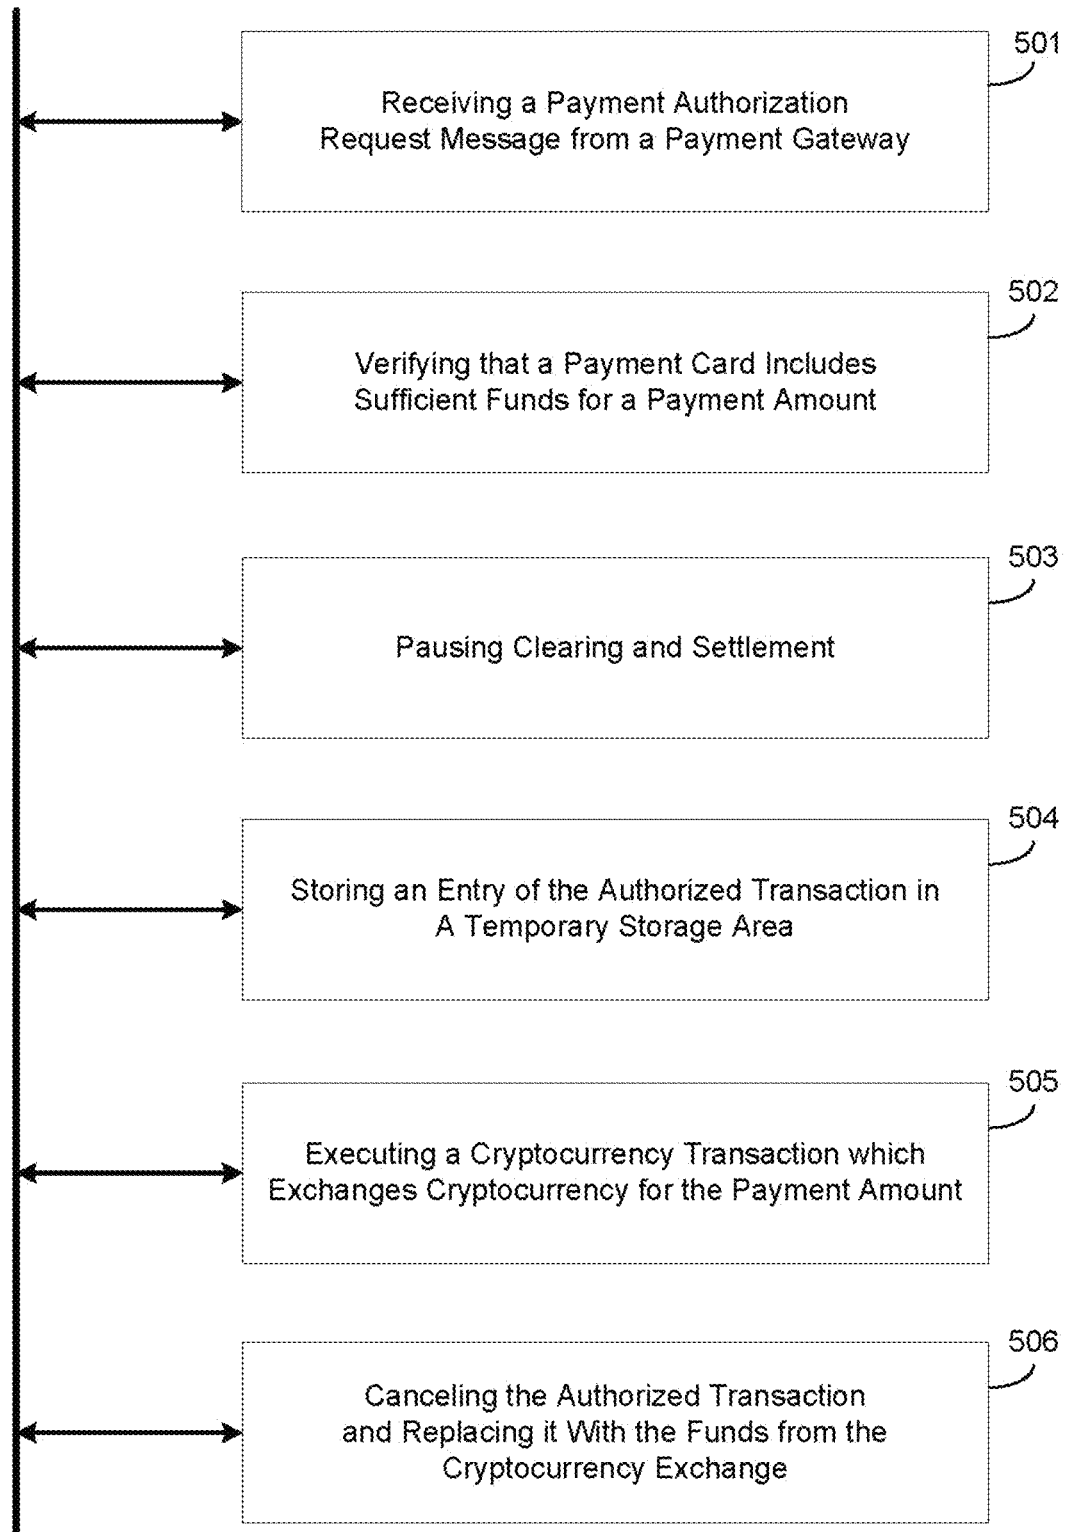 501
Receiving a Payment Authorization
Request Message from a Payment Gateway
502
Verifying that a Payment Card Includes
Sufficient Funds for a Payment Amount
503
Pausing Clearing and Settlement
504
Storing an Entry of the Authorized Transaction in
A Temporary Storage Area
505
Executing a Cryptocurrency Transaction which
Exchanges Cryptocurrency for the Payment Amount
506
Canceling the Authorized Transaction
and Replacing it With the Funds from the
Cryptocurrency Exchange